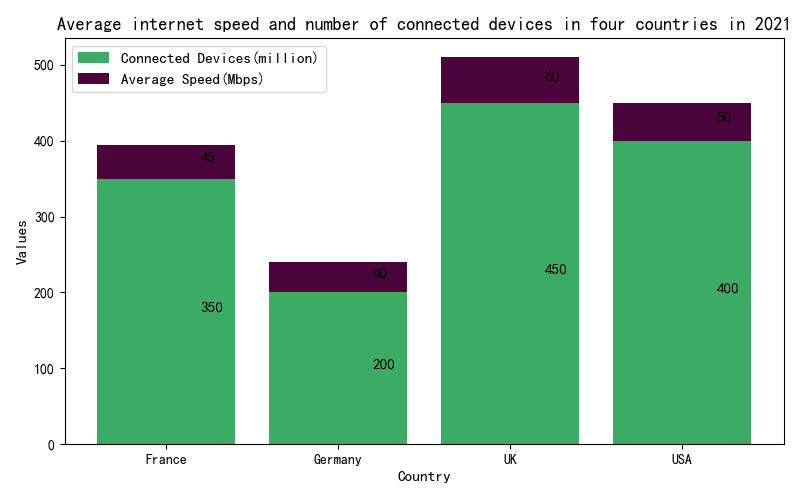 Average internet speed and number of connected devices in four countries in 2021
Connected Devices(million)
Average Speed(Mbps)
500
400
300
200
100
0
Values
45
350
40
200
60
450
50
400
France
Germany
UK
USA
Country